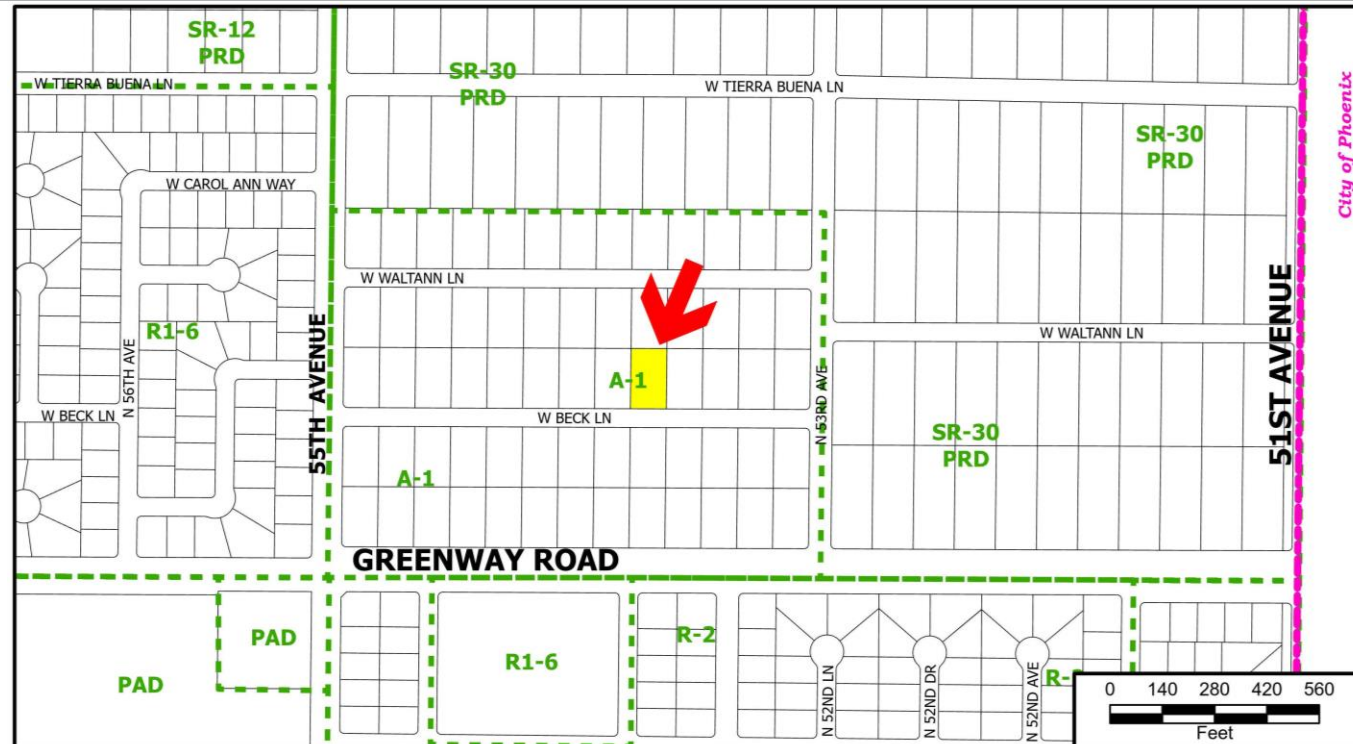 SR-12
PRD
W TIERRA BUENA LN
SR-30
PRD
W TIERRA BUENA LN
SR-30
PRD
City of Phoenix
W CAROL ANN WAY
W WALTANN LN
R1-6
N 56TH AVE
55TH AVENUE
A-1
N 53RD AVE
W WALTANN LN
51ST AVENUE
W BECK LN
W BECK LN
SR-30
PRD
A-1
GREENWAY ROAD
PAD
PAD
R1-6
R-2
N 52ND LN
N 52ND DR
N 52ND AVE
0 140 280 420 560
Feet